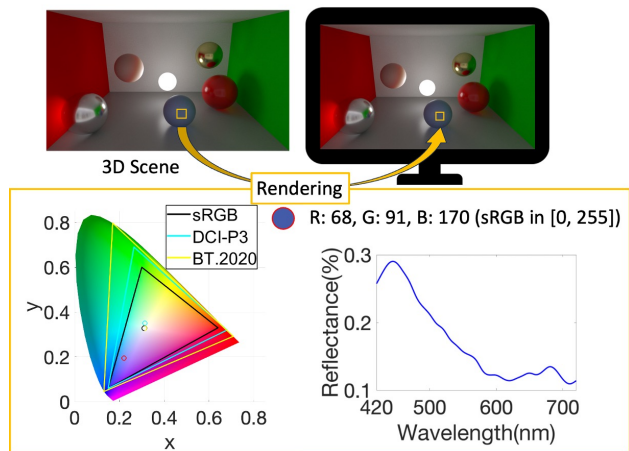 3D Scene
Rendering
sRGB
DCI-P3
BT.2020
R: 68, G: 91, B: 170 (sRGB in [0, 255])
0.8
0.6
0.4
0.2
0
y
0 0.2 0.4 0.6 0.8
x
0.3
0.2
0.1
Reflectance(%)
420 500 600 700
Wavelength(nm)